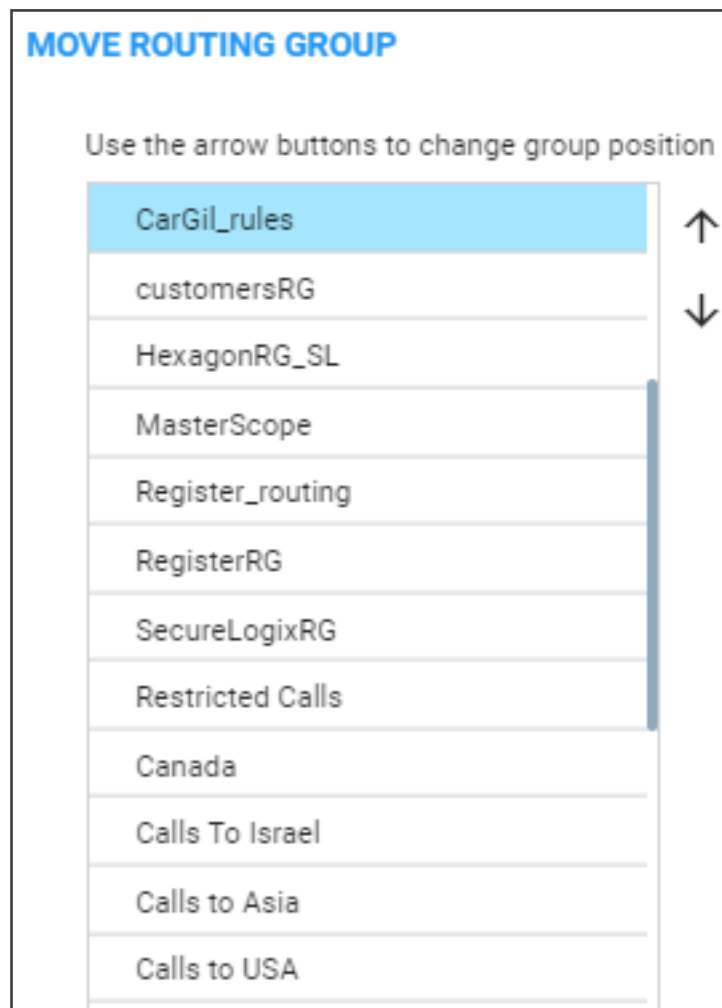 MOVE ROUTING GROUP
Use the arrow buttons to change group position
CarGil_rules
customersRG
HexagonRG_SL
MasterScope
Register_routing
RegisterRG
SecureLogixRG
Restricted Calls
Canada
Calls To Israel
Calls to Asia
Calls to USA